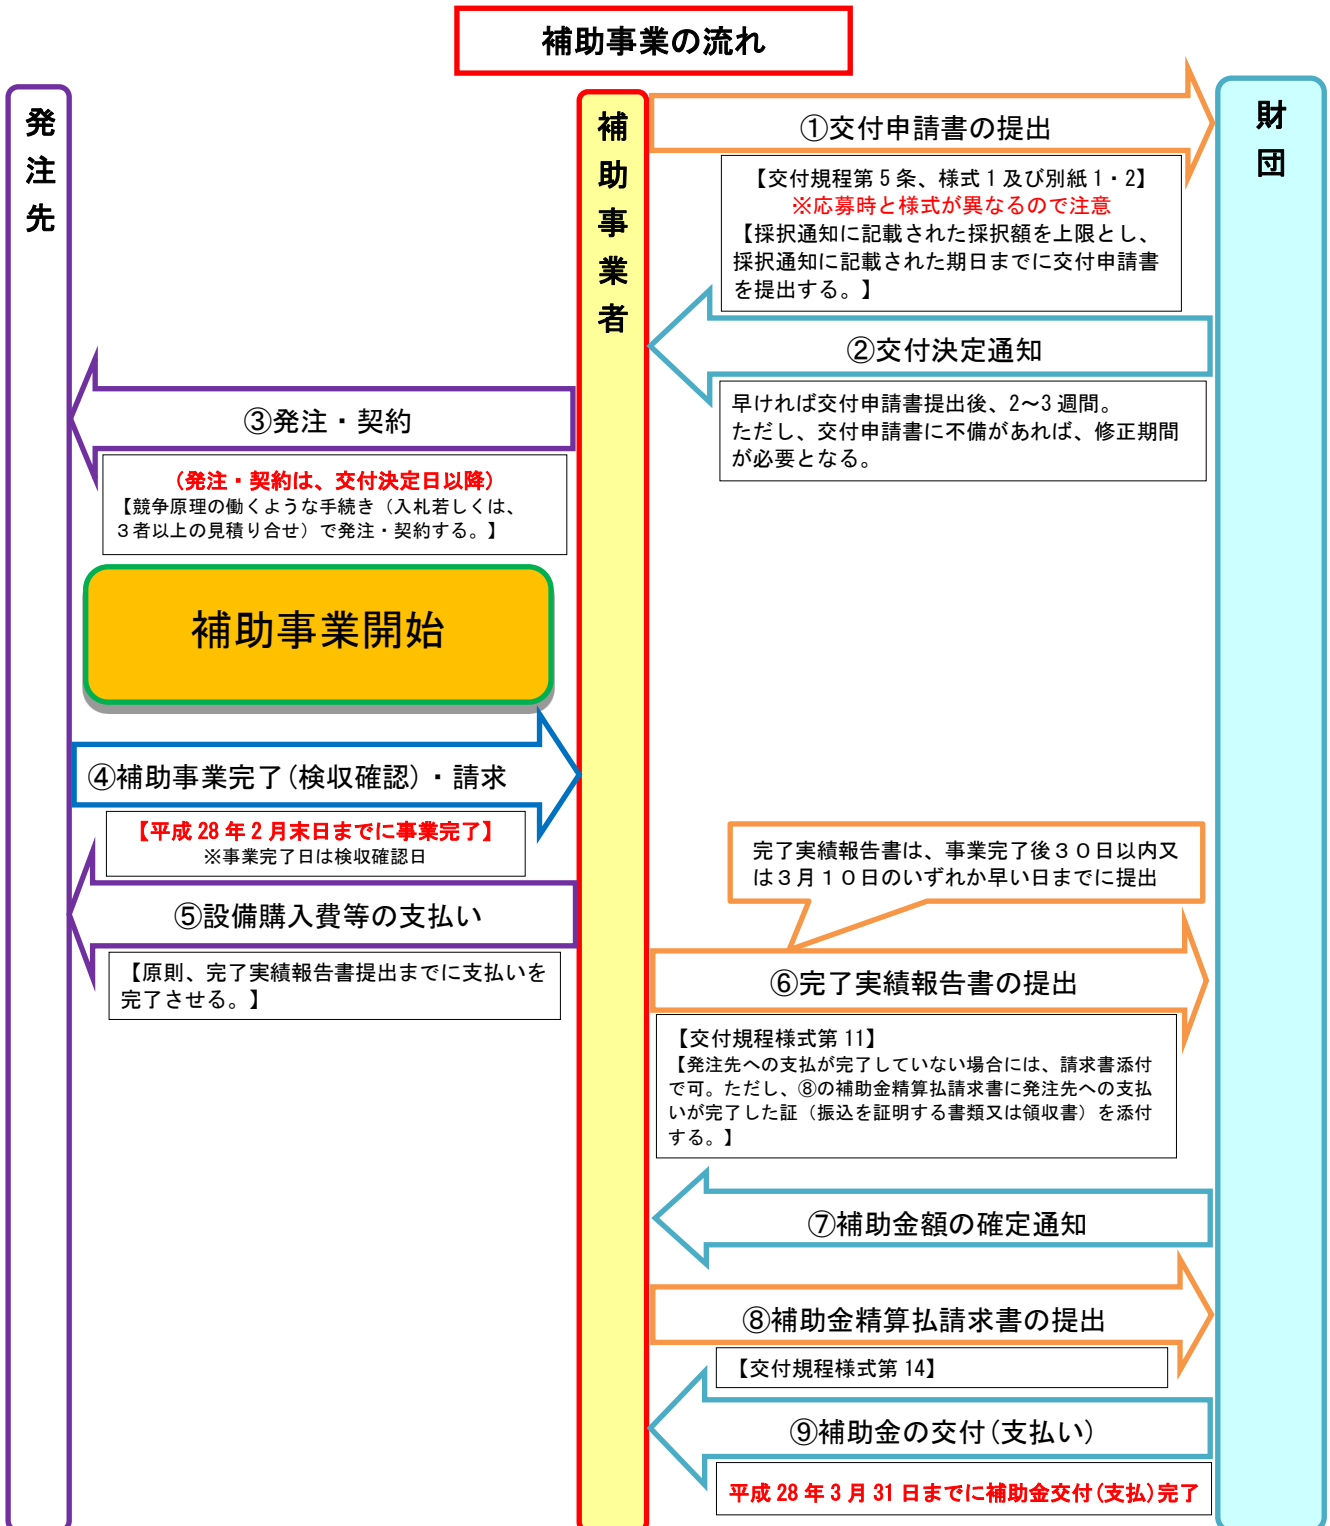 補助事業の流れ
発注先
補助事業者
財団
①交付申請書の提出
【交付規程第5条、様式1及び別紙1・2】
※応募時と様式が異なるので注意
【採択通知に記載された採択額を上限とし、
採択通知に記載された期日までに交付申請書
を提出する。】
②交付決定通知
早ければ交付申請書提出後、2～3週間。
ただし、交付申請書に不備があれば、修正期間
が必要となる。
③発注・契約
(発注・契約は、交付決定日以降)
【競争原理の働くような手続き（入札若しくは、
３者以上の見積り合せ）で発注・契約する。】
補助事業開始
④補助事業完了(検収確認)・請求
【平成28年2月末日までに事業完了】
※事業完了日は検収確認日
⑤設備購入費等の支払い
【原則、完了実績報告書提出までに支払いを
完了させる。】
完了実績報告書は、事業完了後３０日以内又
は３月１０日のいずれか早い日までに提出
⑥完了実績報告書の提出
【交付規程様式第11】
【発注先への支払が完了していない場合には、請求書添付
で可。ただし、⑧の補助金精算払請求書に発注先への支払
いが完了した証（振込を証明する書類又は領収書）を添付
する。】
⑦補助金額の確定通知
⑧補助金精算払請求書の提出
【交付規程様式第14】
⑨補助金の交付(支払い)
平成28年3月31日までに補助金交付(支払)完了